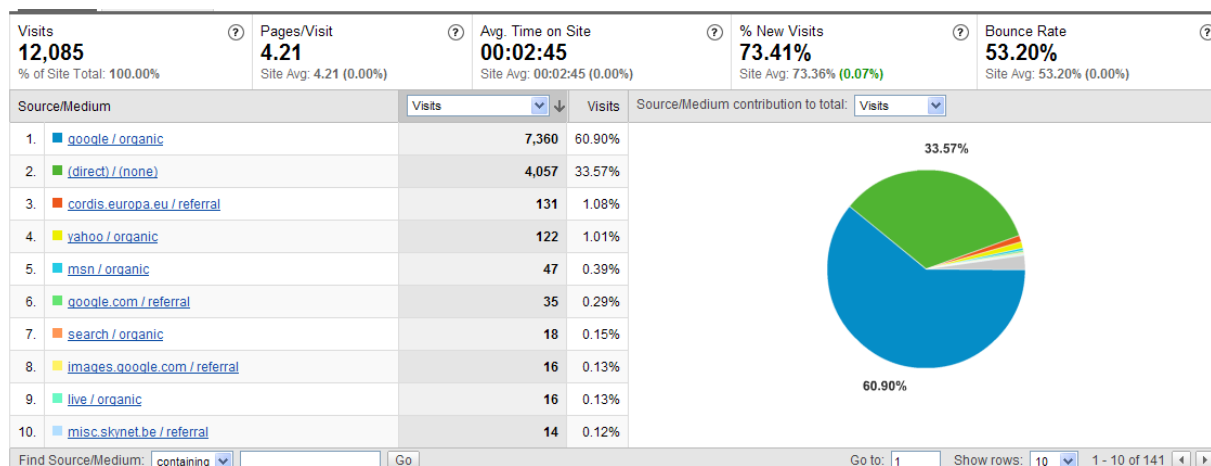 Visits ? Pages/Visit ? Avg. Time on Site ? % New Visits ? Bounce Rate ?
12,085 4.21 00:02:45 73.41% 53.20%
% of Site Total: 100.00% Site Avg: 4.21 (0.00%) Site Avg: 00:02:45 (0.00%) Site Avg: 73.36% (0.07%) Site Avg: 53.20% (0.00%)
Source/Medium Visits Visits Source/Medium contribution to total: Visits
1. google / organic 7,360 60.90%
2. (direct) / (none) 4,057 33.57%
3. cordis.europa.eu / referral 131 1.08%
4. yahoo / organic 122 1.01%
5. msn / organic 47 0.39%
6. google.com / referral 35 0.29%
7. search / organic 18 0.15%
8. images.google.com / referral 16 0.13%
9. live / organic 16 0.13%
10. misc.skynet.be / referral 14 0.12%
33.57%
60.90%
Find Source/Medium: containing Go Go to: 1 Show rows: 10 1 - 10 of 141